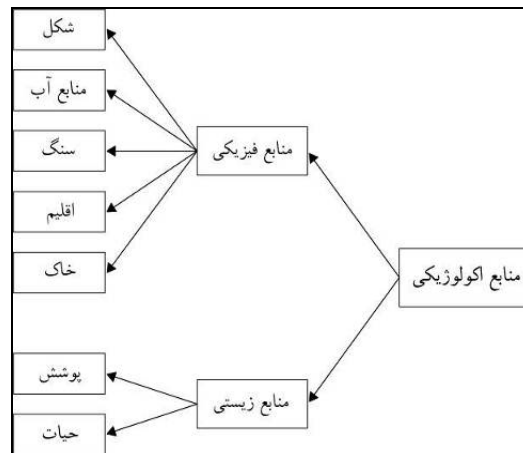 شکل
منابع آب
سنگ
منابع فیزیکی
اقلیم
خاک
منابع اکولوژیکی
پوشش
منابع زیستی
حیات